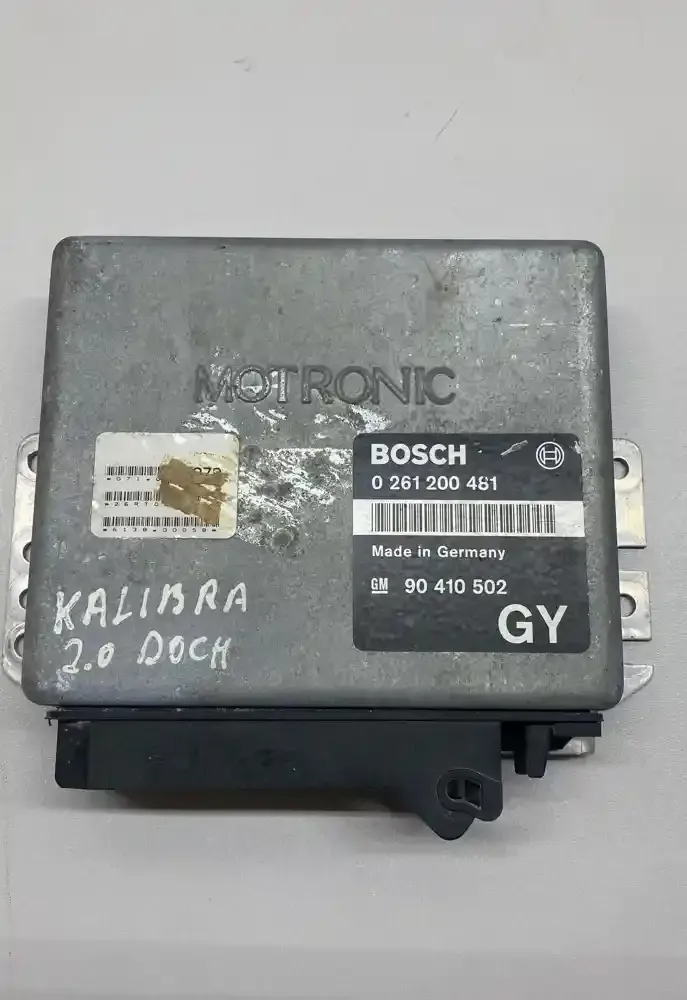 MOTRONIC
BOSCH
0 261 200 481
Made in Germany
GM 90 410 502
GY
KALIBRA
2.0 DOCH